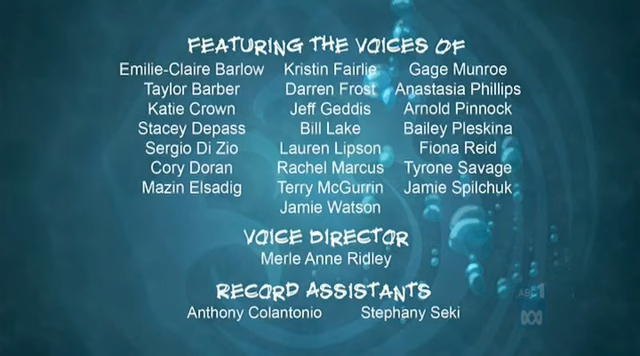 FEATURING THE VOICES OF
Emilie-Claire Barlow Kristin Fairlie Gage Munroe
Taylor Barber Darren Frost Anastasia Phillips
Katie Crown Jeff Geddis Arnold Pinnock
Stacey Depass Bill Lake Bailey Pleskina
Sergio Di Zio Lauren Lipson Fiona Reid
Cory Doran Rachel Marcus Tyrone Savage
Mazin Elsadig Terry McGurrin Jamie Spilchuk
Jamie Watson
VOICE DIRECTOR
Merle Anne Ridley
RECORD ASSISTANTS
Anthony Colantonio Stephany Seki
ABC1